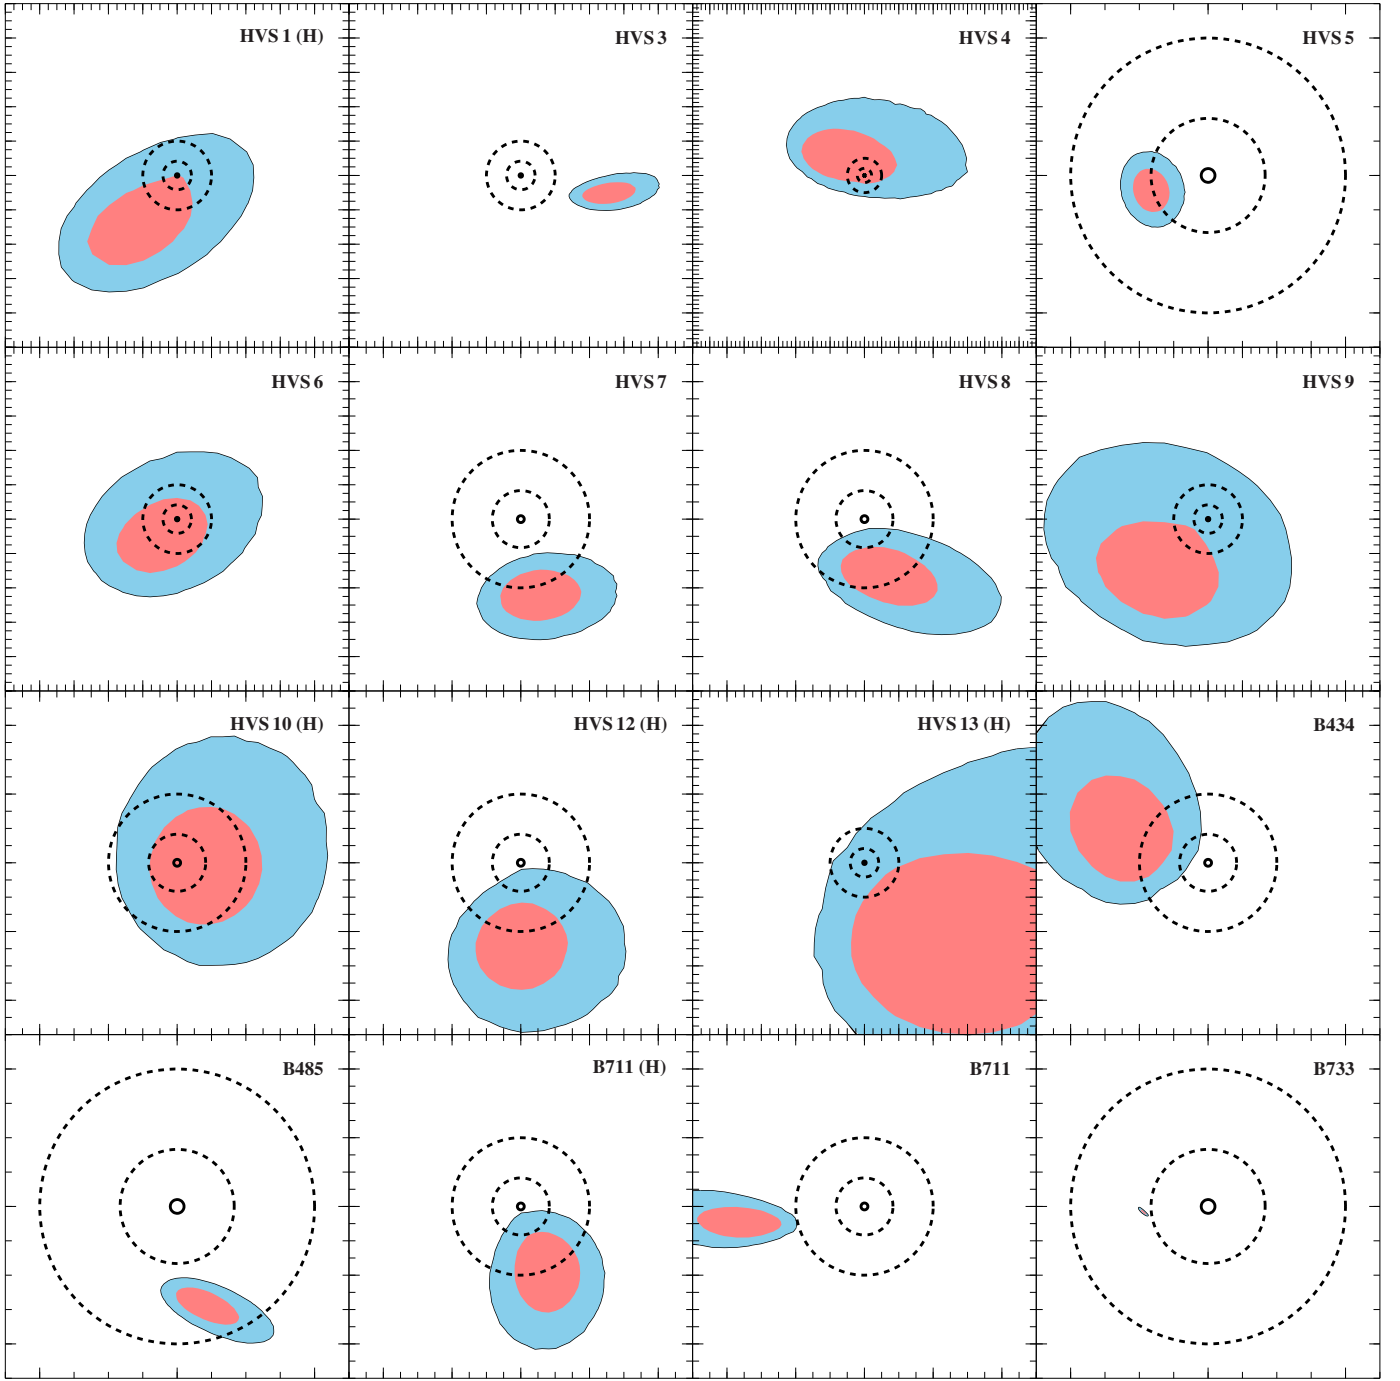 HVS 1 (H)
HVS 3
HVS 4
HVS 5
HVS 6
HVS 7
HVS 8
HVS 9
HVS 10 (H)
HVS 12 (H)
HVS 13 (H)
B434
B485
B711 (H)
B711
B733